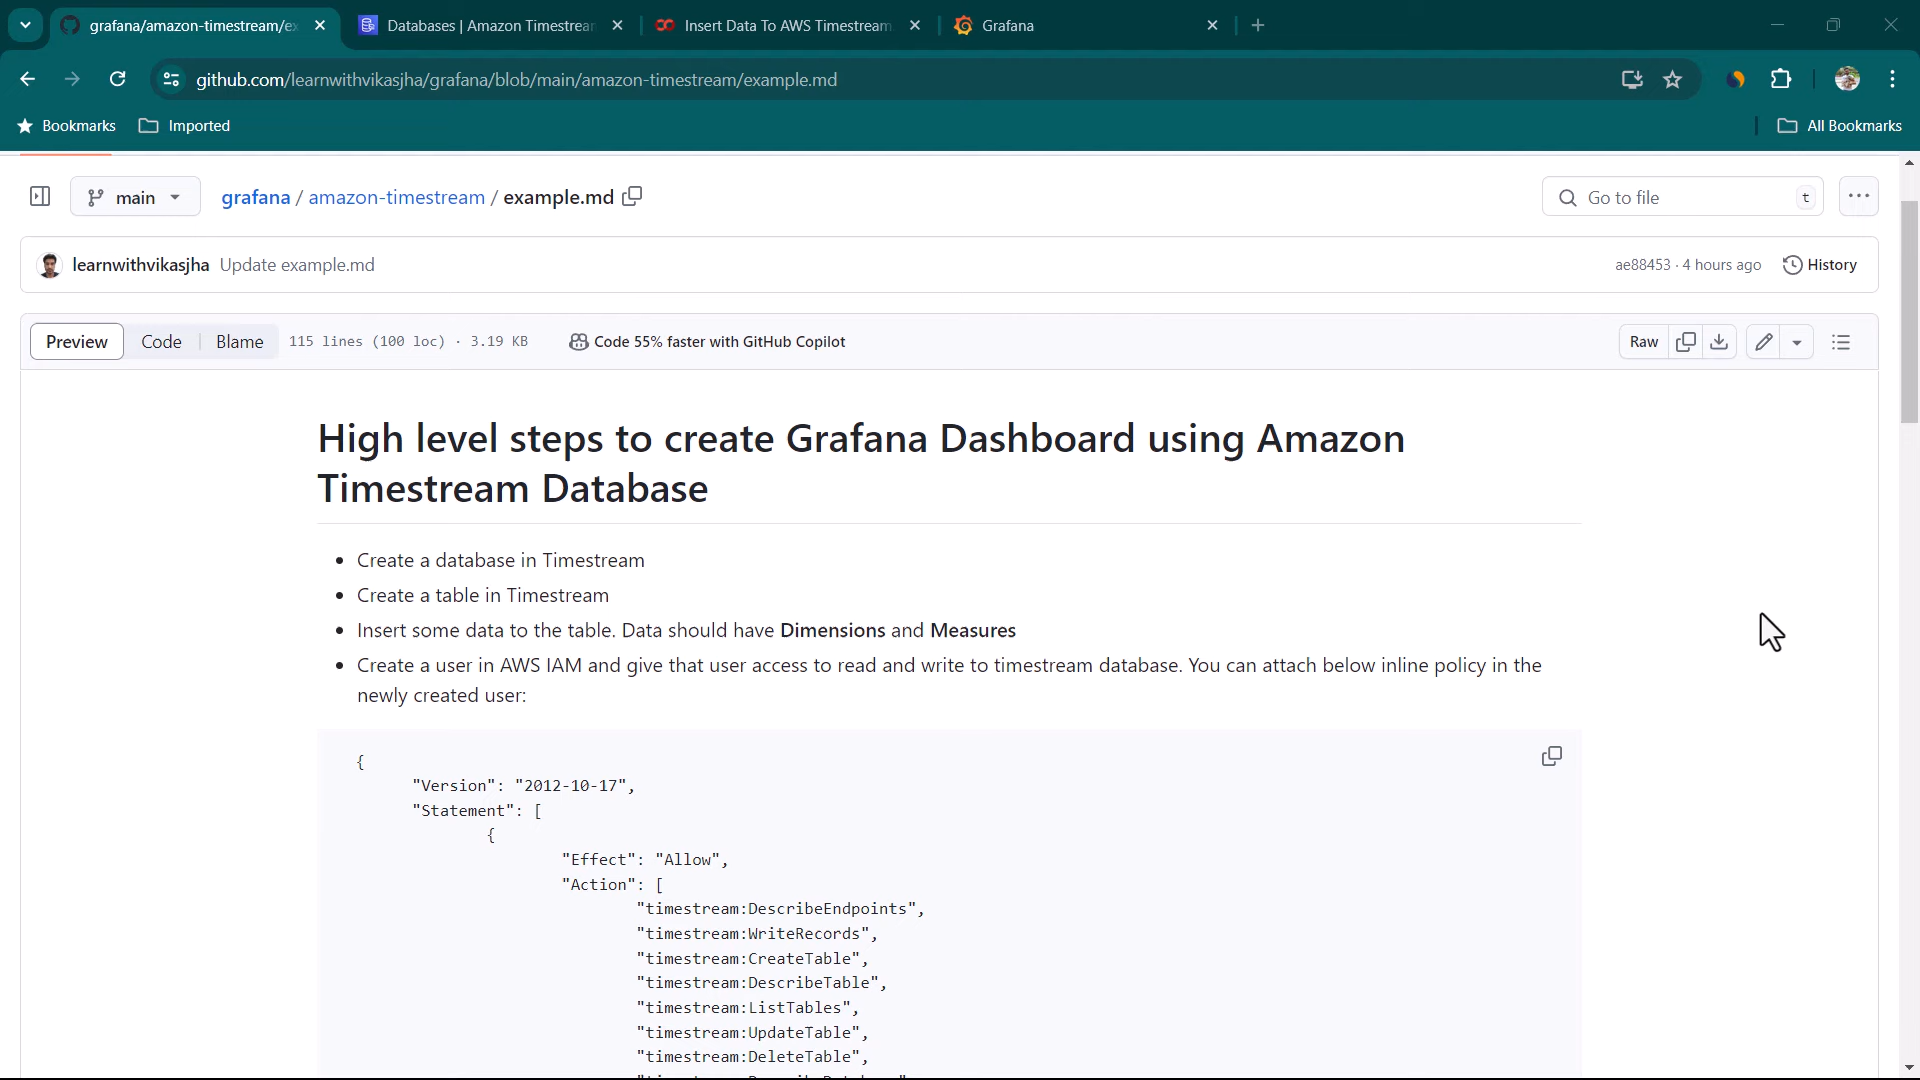 grafana/amazon-timestream/ex
Databases | Amazon Timestream
Insert Data To AWS Timestream
Grafana
github.com/learnwithvikasjha/grafana/blob/main/amazon-timestream/example.md
Bookmarks
Imported
All Bookmarks
main
grafana / amazon-timestream / example.md
Go to file
t
learnwithvikasjha Update example.md
ae88453 · 4 hours ago
History
Preview
Code
Blame
115 lines (100 loc) · 3.19 KB
Code 55% faster with GitHub Copilot
Raw
High level steps to create Grafana Dashboard using Amazon
Timestream Database
• Create a database in Timestream
• Create a table in Timestream
• Insert some data to the table. Data should have Dimensions and Measures
• Create a user in AWS IAM and give that user access to read and write to timestream database. You can attach below inline policy in the
newly created user:
{
"Version": "2012-10-17",
"Statement": [
{
"Effect": "Allow",
"Action": [
"timestream:DescribeEndpoints",
"timestream:WriteRecords",
"timestream:CreateTable",
"timestream:DescribeTable",
"timestream:ListTables",
"timestream:UpdateTable",
"timestream:DeleteTable",